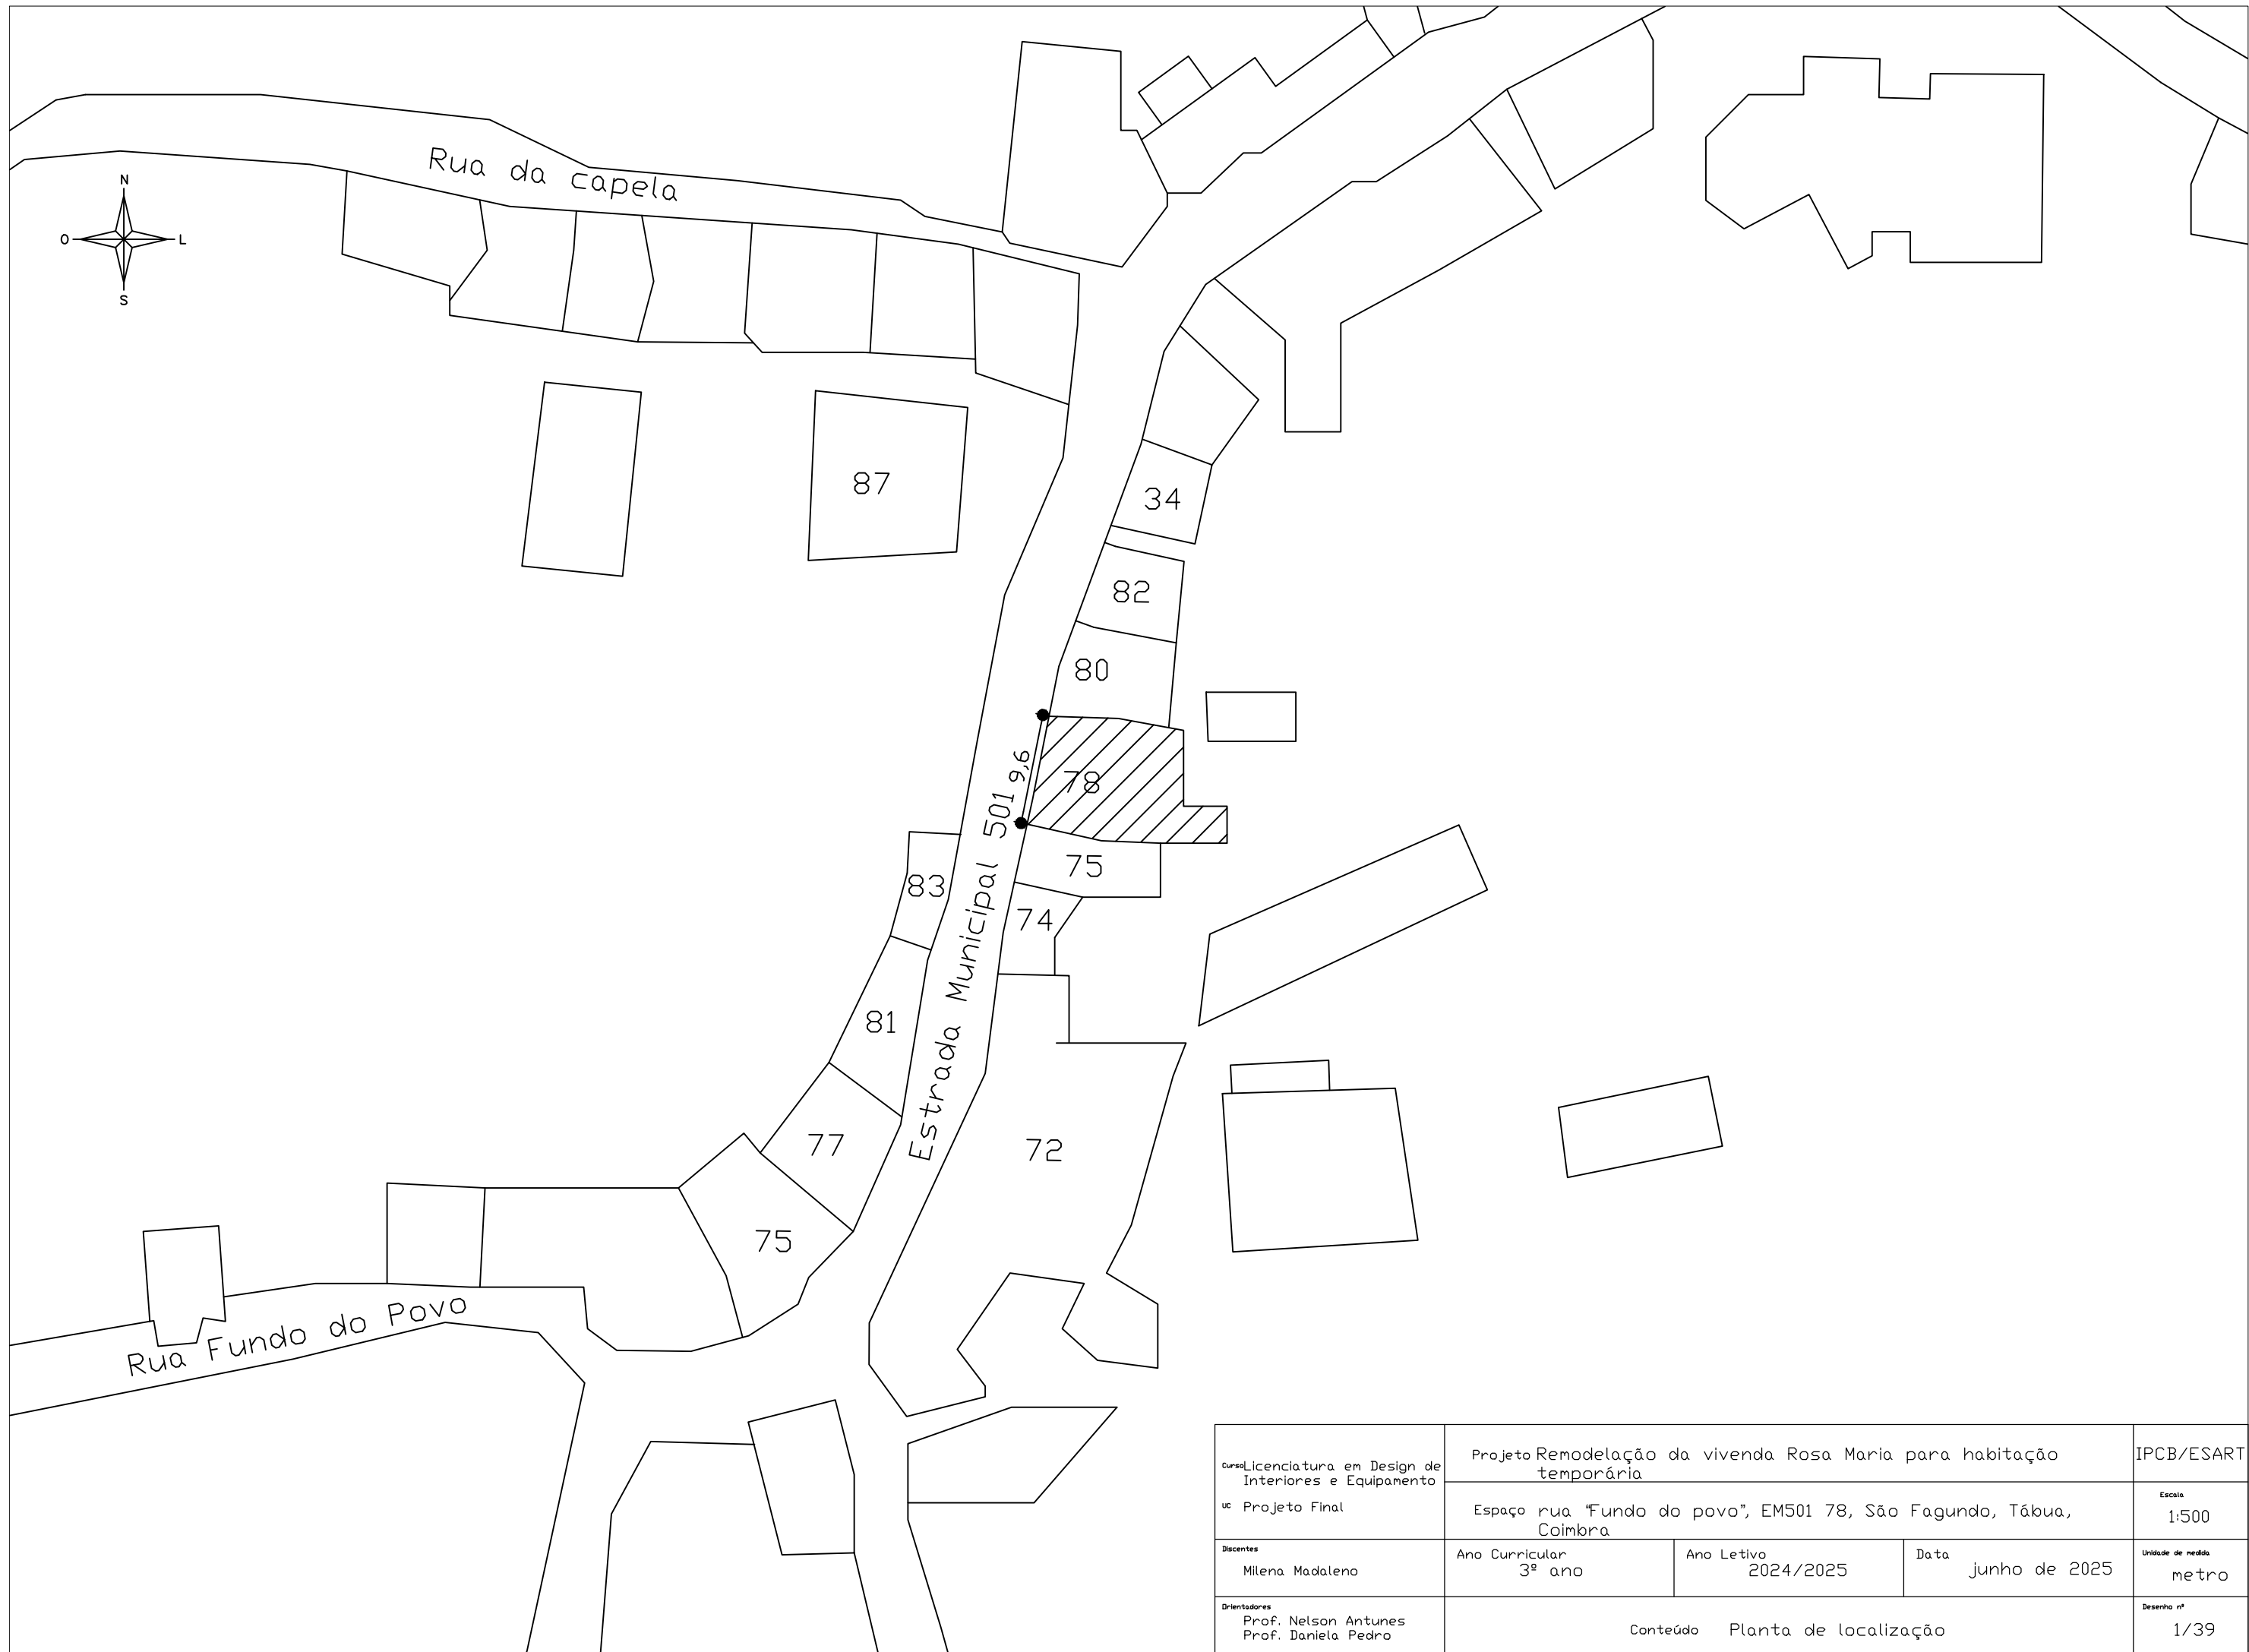 Rua da capela
N
O L
S
87
34
82
80
9,6
78
Estrada Municipal 501
75
83
74
81
77
72
75
Rua Fundo do Povo
Curso Licenciatura em Design de
Interiores e Equipamento
UC Projeto Final
Projeto Remodelação da vivenda Rosa Maria para habitação
temporária
IPCB/ESART
Espaço rua "Fundo do povo", EM501 78, São Fagundo, Tábua,
Coimbra
Escala
1:500
Discentes
Milena Madaleno
Ano Curricular
3º ano
Ano Letivo
2024/2025
Data
junho de 2025
Unidade de medida
metro
Orientadores
Prof. Nelson Antunes
Prof. Daniela Pedro
Conteúdo Planta de localização
Desenho nº
1/39